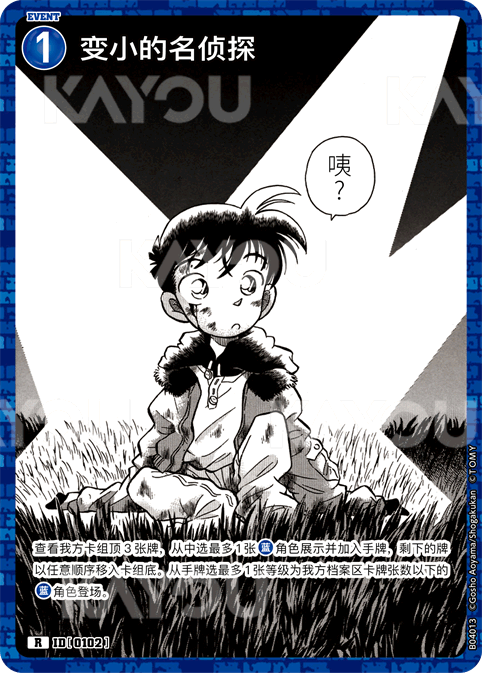 EVENT
1 变小的名侦探
KAYOU
咦
?
KAYOU
KAYOU
查看我方卡组顶3张牌，从中选最多1张蓝角色展示并加入手牌，剩下的牌
以任意顺序移入卡组底。从手牌选最多1张等级为我方档案区卡牌张数以下的
蓝角色登场。
R ID[0102]
B04013 ©Gosho Aoyama/Shogakukan ©TOMY